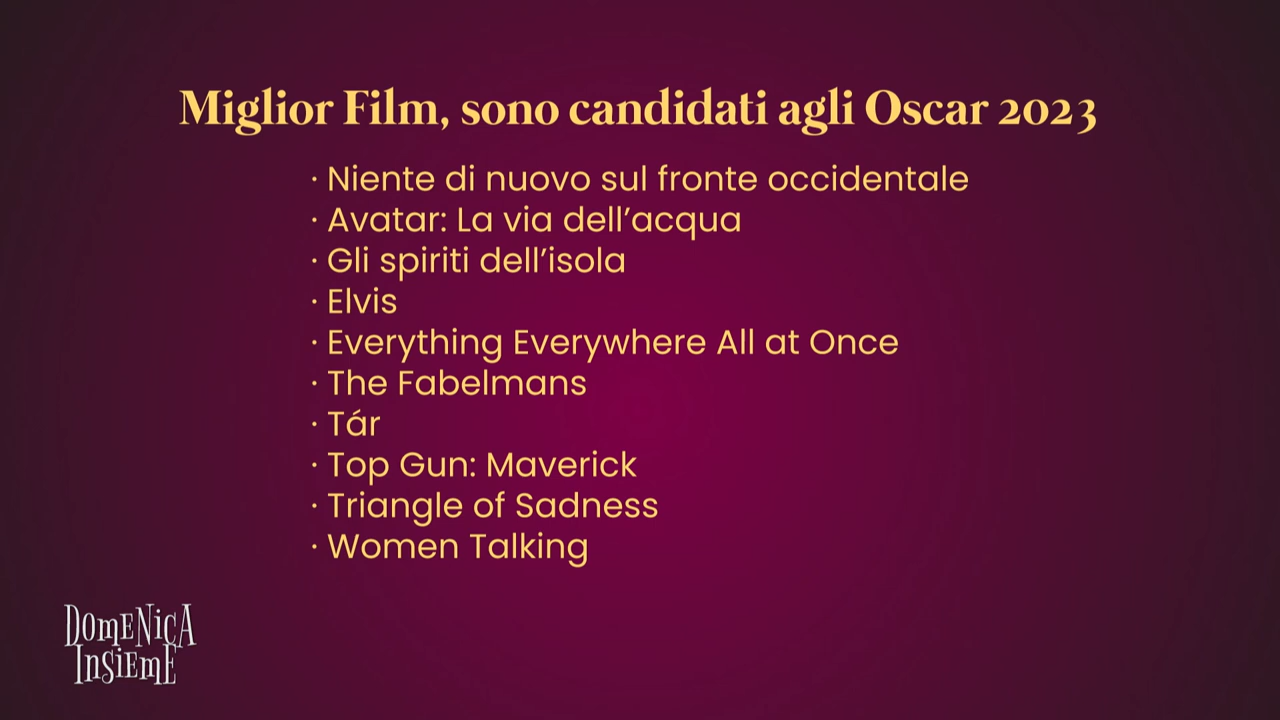 Miglior Film, sono candidati agli Oscar 2023
· Niente di nuovo sul fronte occidentale
· Avatar: La via dell’acqua
· Gli spiriti dell’isola
· Elvis
· Everything Everywhere All at Once
· The Fabelmans
· Tár
· Top Gun: Maverick
· Triangle of Sadness
· Women Talking
DOMENICA
INSIEME